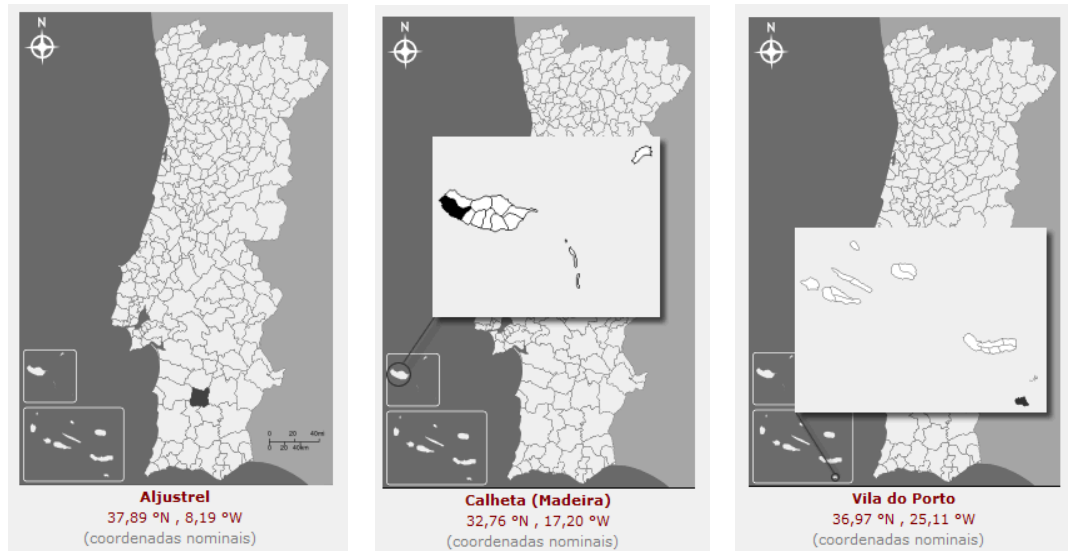 N
0 20 40mi
0 20 40km
Aljustrel
37,89 °N , 8,19 °W
(coordenadas nominais)
N
Calheta (Madeira)
32,76 °N , 17,20 °W
(coordenadas nominais)
N
Vila do Porto
36,97 °N , 25,11 °W
(coordenadas nominais)